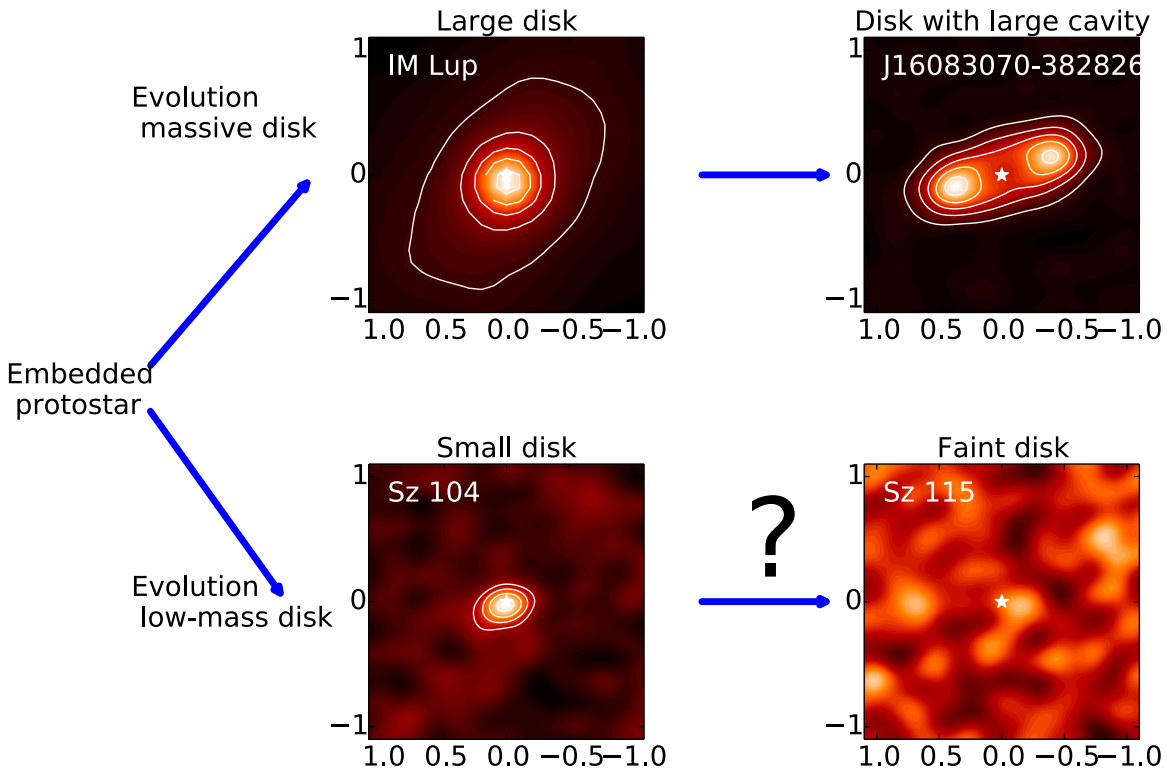 Large disk
Disk with large cavity
IM Lup
J16083070-382826
Evolution
massive disk
1
0
−1
1.0 0.5 0.0 −0.5 −1.0
1
0
−1
1.0 0.5 0.0 −0.5 −1.0
Embedded
protostar
Small disk
Faint disk
Sz 104
?
Sz 115
Evolution
low-mass disk
1
0
−1
1.0 0.5 0.0 −0.5 −1.0
1
0
−1
1.0 0.5 0.0 −0.5 −1.0